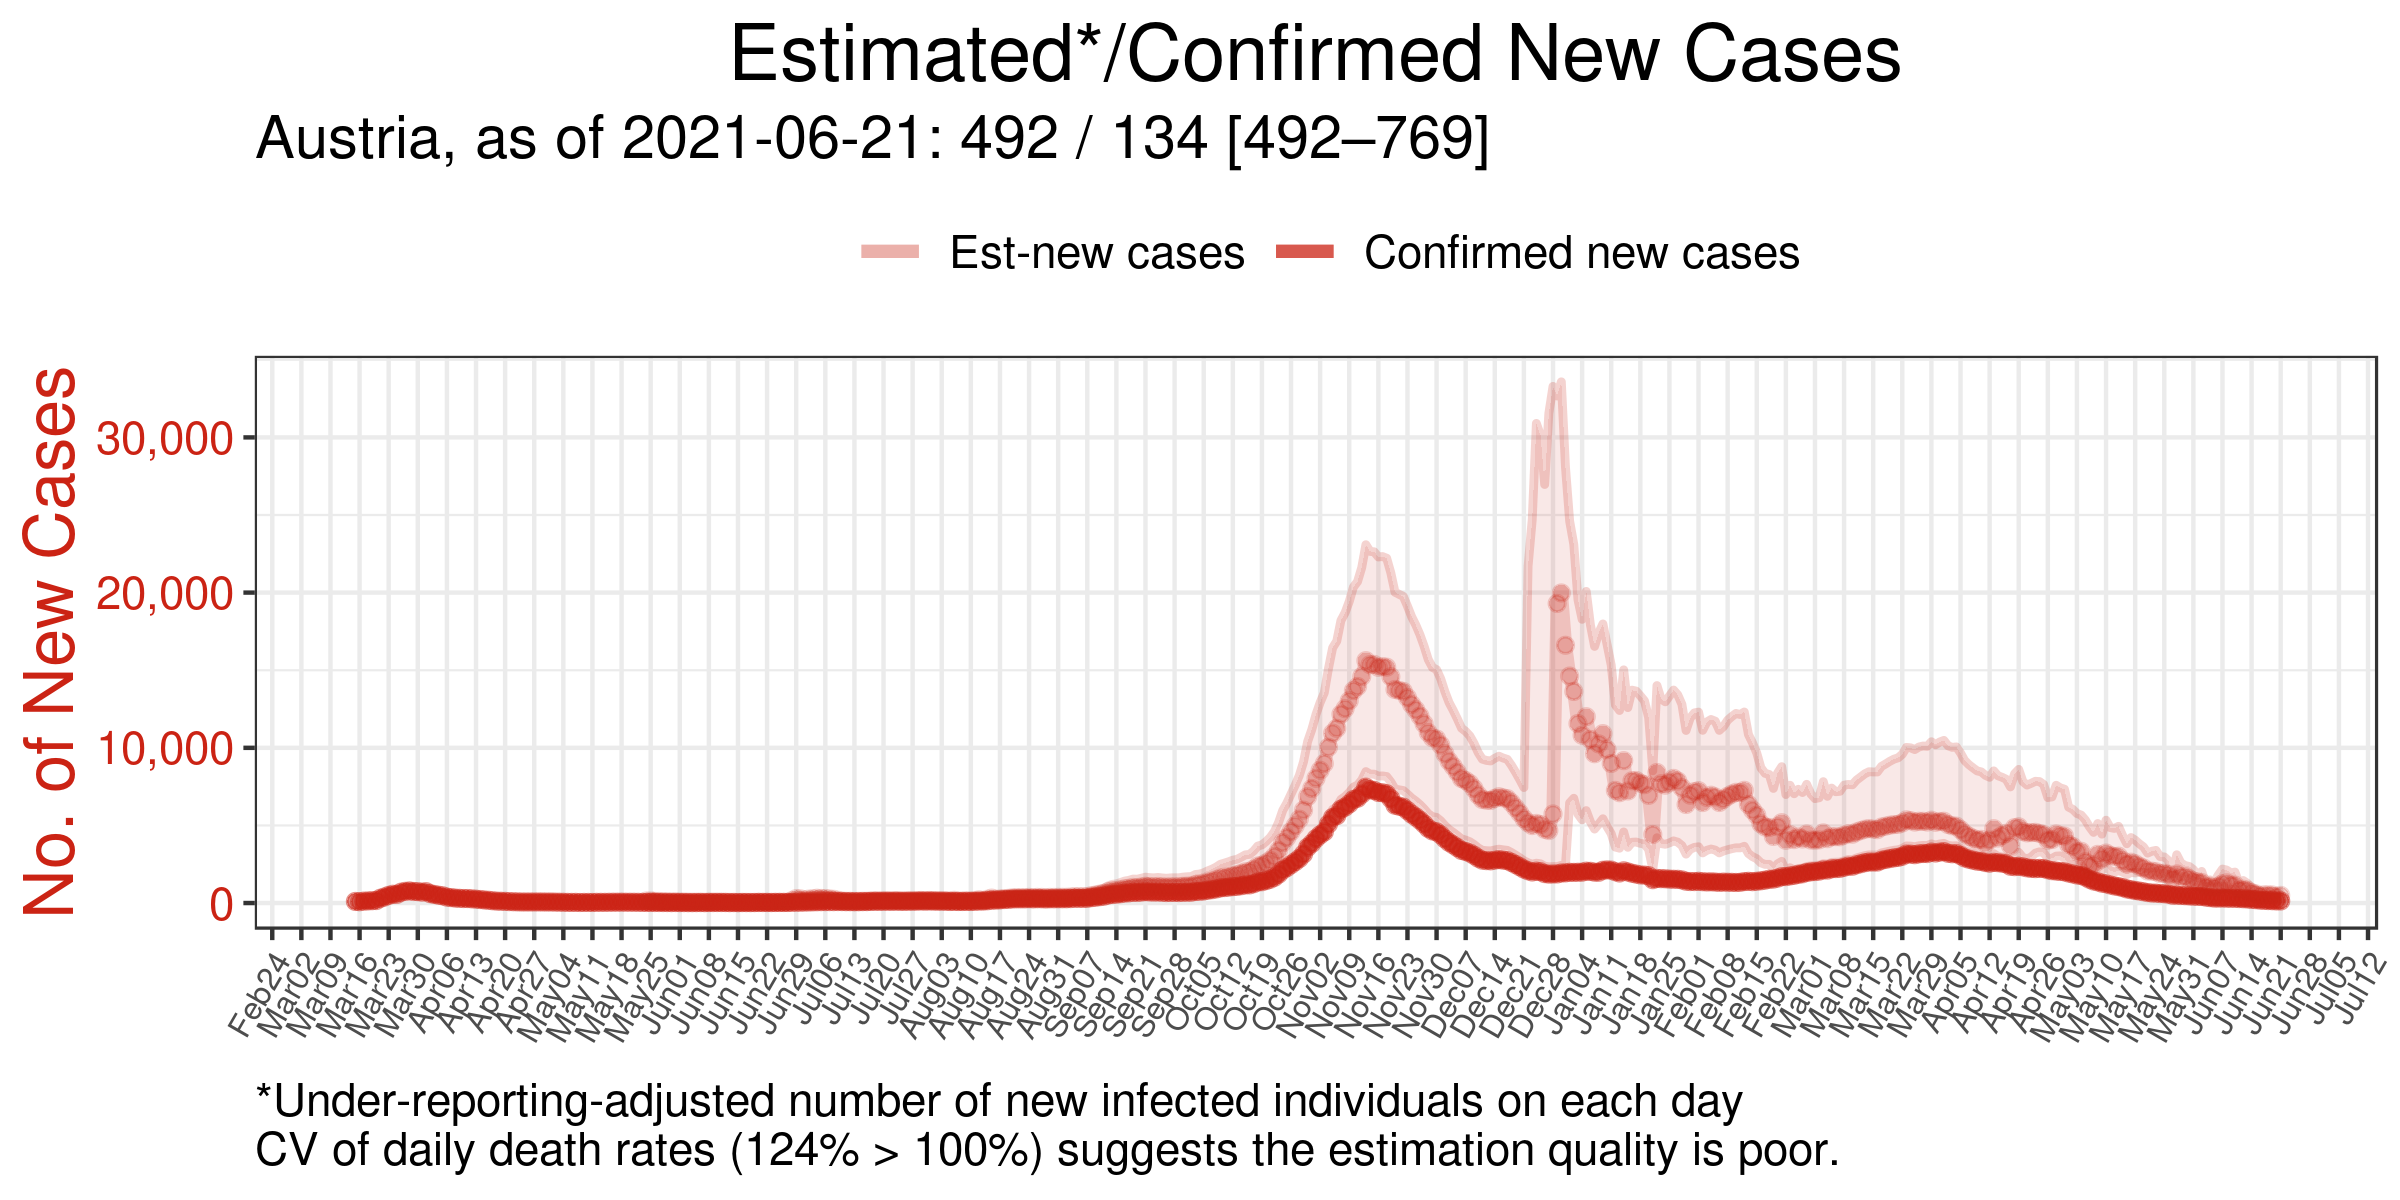 Estimated*/Confirmed New Cases
Austria, as of 2021-06-21: 492 / 134 [492–769]
Est-new cases
Confirmed new cases
No. of New Cases
30,000
20,000
10,000
0
Feb24
Mar02
Mar09
Mar16
Mar23
Mar30
Apr06
Apr13
Apr20
Apr27
May04
May11
May18
May25
Jun01
Jun08
Jun15
Jun22
Jun29
Jul06
Jul13
Jul20
Jul27
Aug03
Aug10
Aug17
Aug24
Aug31
Sep07
Sep14
Sep21
Sep28
Oct05
Oct12
Oct19
Oct26
Nov02
Nov09
Nov16
Nov23
Nov30
Dec07
Dec14
Dec21
Dec28
Jan04
Jan11
Jan18
Jan25
Feb01
Feb08
Feb15
Feb22
Mar01
Mar08
Mar15
Mar22
Mar29
Apr05
Apr12
Apr19
Apr26
May03
May10
May17
May24
May31
Jun07
Jun14
Jun21
Jun28
Jul05
Jul12
*Under-reporting-adjusted number of new infected individuals on each day
CV of daily death rates (124% > 100%) suggests the estimation quality is poor.